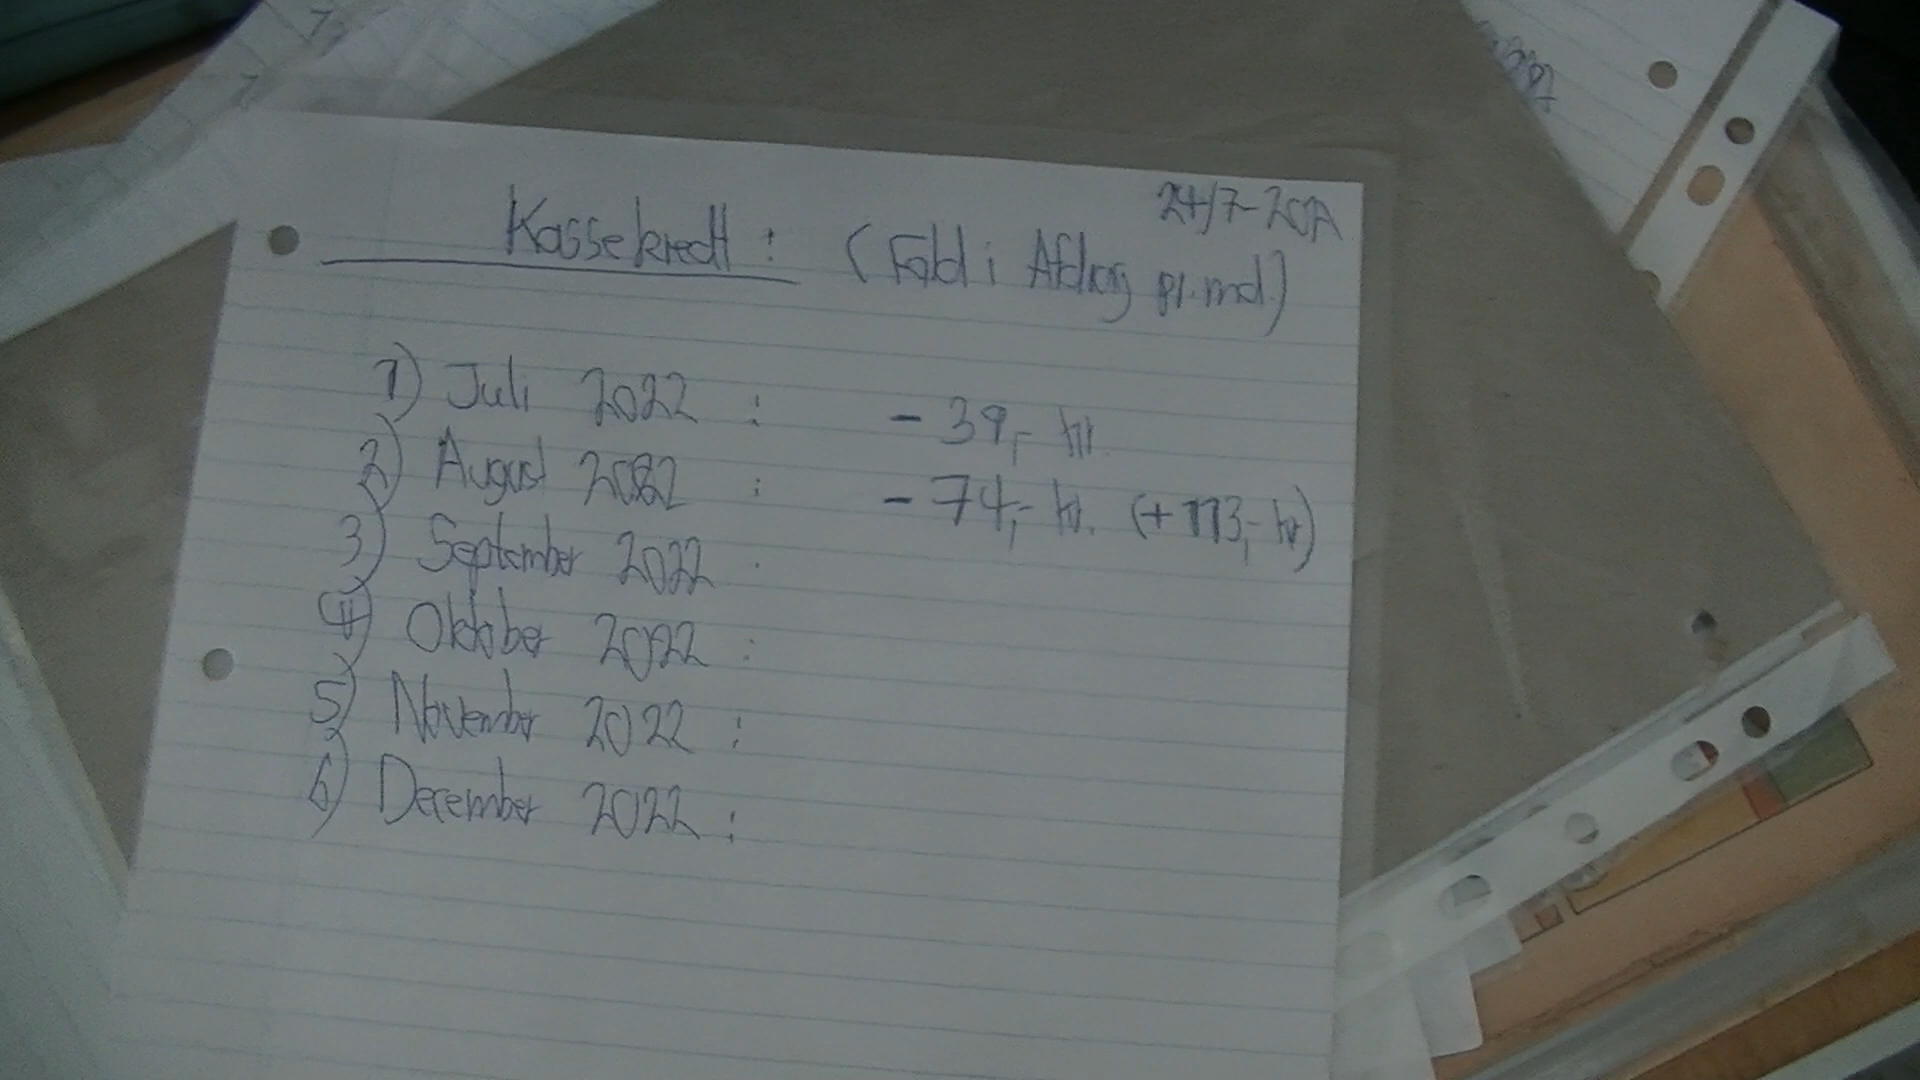 24/7-2022
Kassekredit : (Fald i Afdrag pr. md.)
1) Juli 2022 : - 39,- kr.
2) August 2022 : - 74,- kr. (+113,- kr)
3) September 2022 :
4) Oktober 2022 :
5) November 2022 :
6) December 2022 :